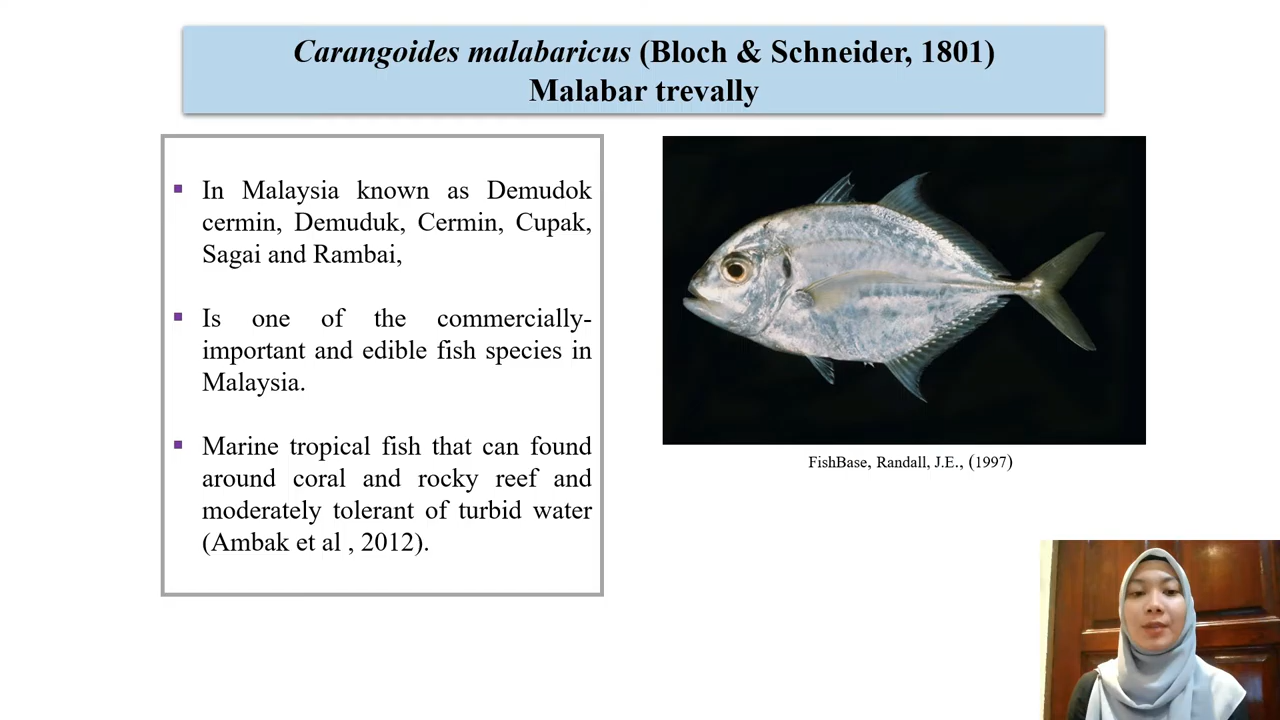 Carangoides malabaricus (Bloch & Schneider, 1801)
Malabar trevally
In Malaysia known as Demudok
cermin, Demuduk, Cermin, Cupak,
Sagai and Rambai,
Is one of the commercially-
important and edible fish species in
Malaysia.
Marine tropical fish that can found
around coral and rocky reef and
moderately tolerant of turbid water
(Ambak et al , 2012).
FishBase, Randall, J.E., (1997)